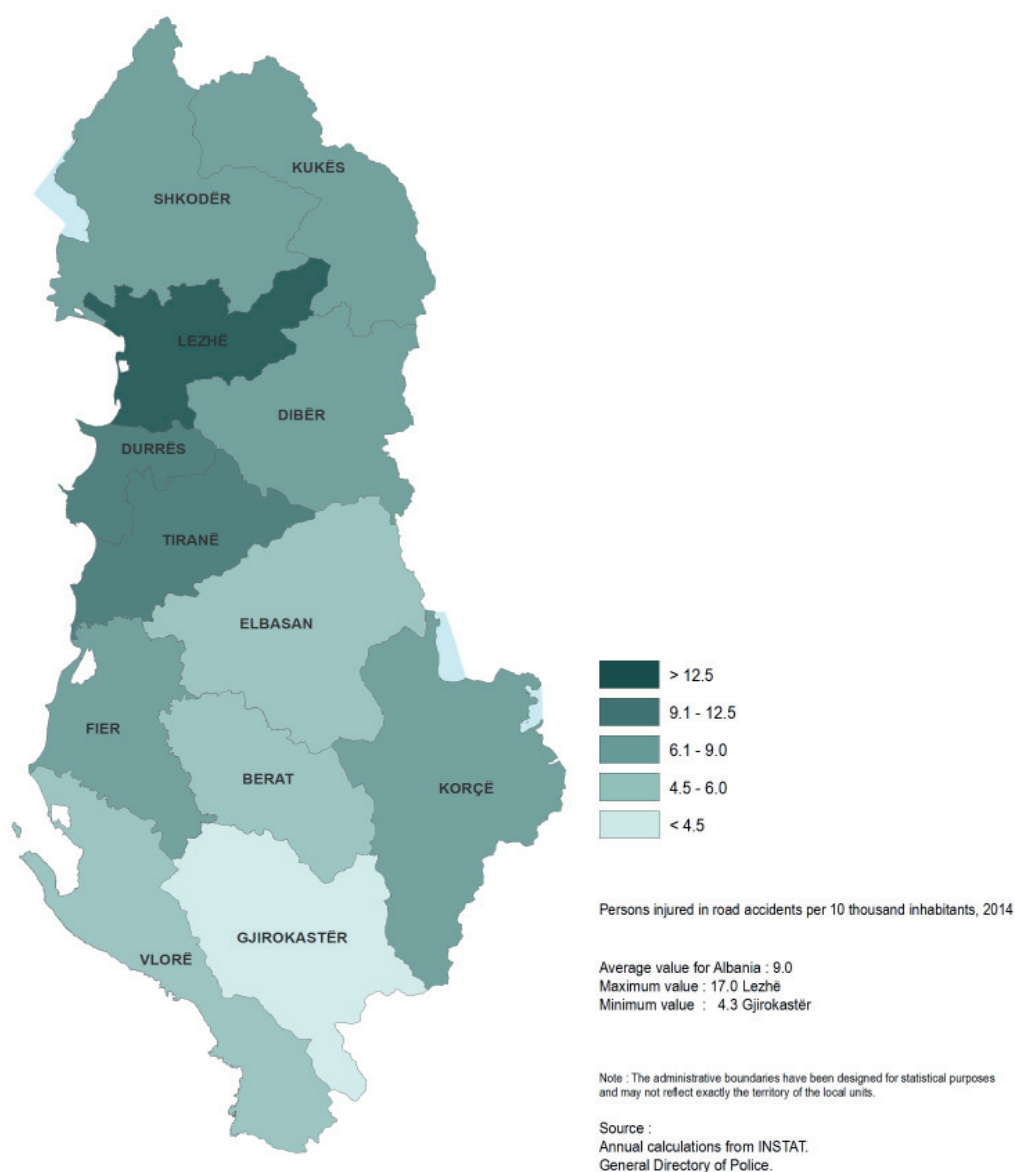 KUKËS
SHKODËR
LEZHË
DIBËR
DURRËS
TIRANË
ELBASAN
FIER
BERAT
KORÇË
GJIROKASTËR
VLORË
> 12.5
9.1 - 12.5
6.1 - 9.0
4.5 - 6.0
< 4.5
Persons injured in road accidents per 10 thousand inhabitants, 2014
Average value for Albania : 9.0
Maximum value : 17.0 Lezhë
Minimum value : 4.3 Gjirokastër
Note : The administrative boundaries have been designed for statistical purposes
and may not reflect exactly the territory of the local units.
Source :
Annual calculations from INSTAT.
General Directory of Police.